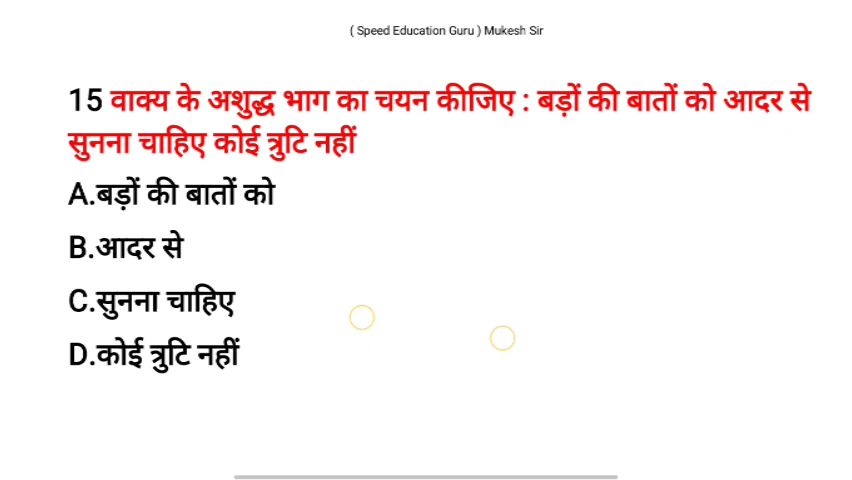 ( Speed Education Guru ) Mukesh Sir
15 वाक्य के अशुद्ध भाग का चयन कीजिए : बड़ों की बातों को आदर से
सुनना चाहिए कोई त्रुटि नहीं
A.बड़ों की बातों को
B.आदर से
C.सुनना चाहिए
D.कोई त्रुटि नहीं